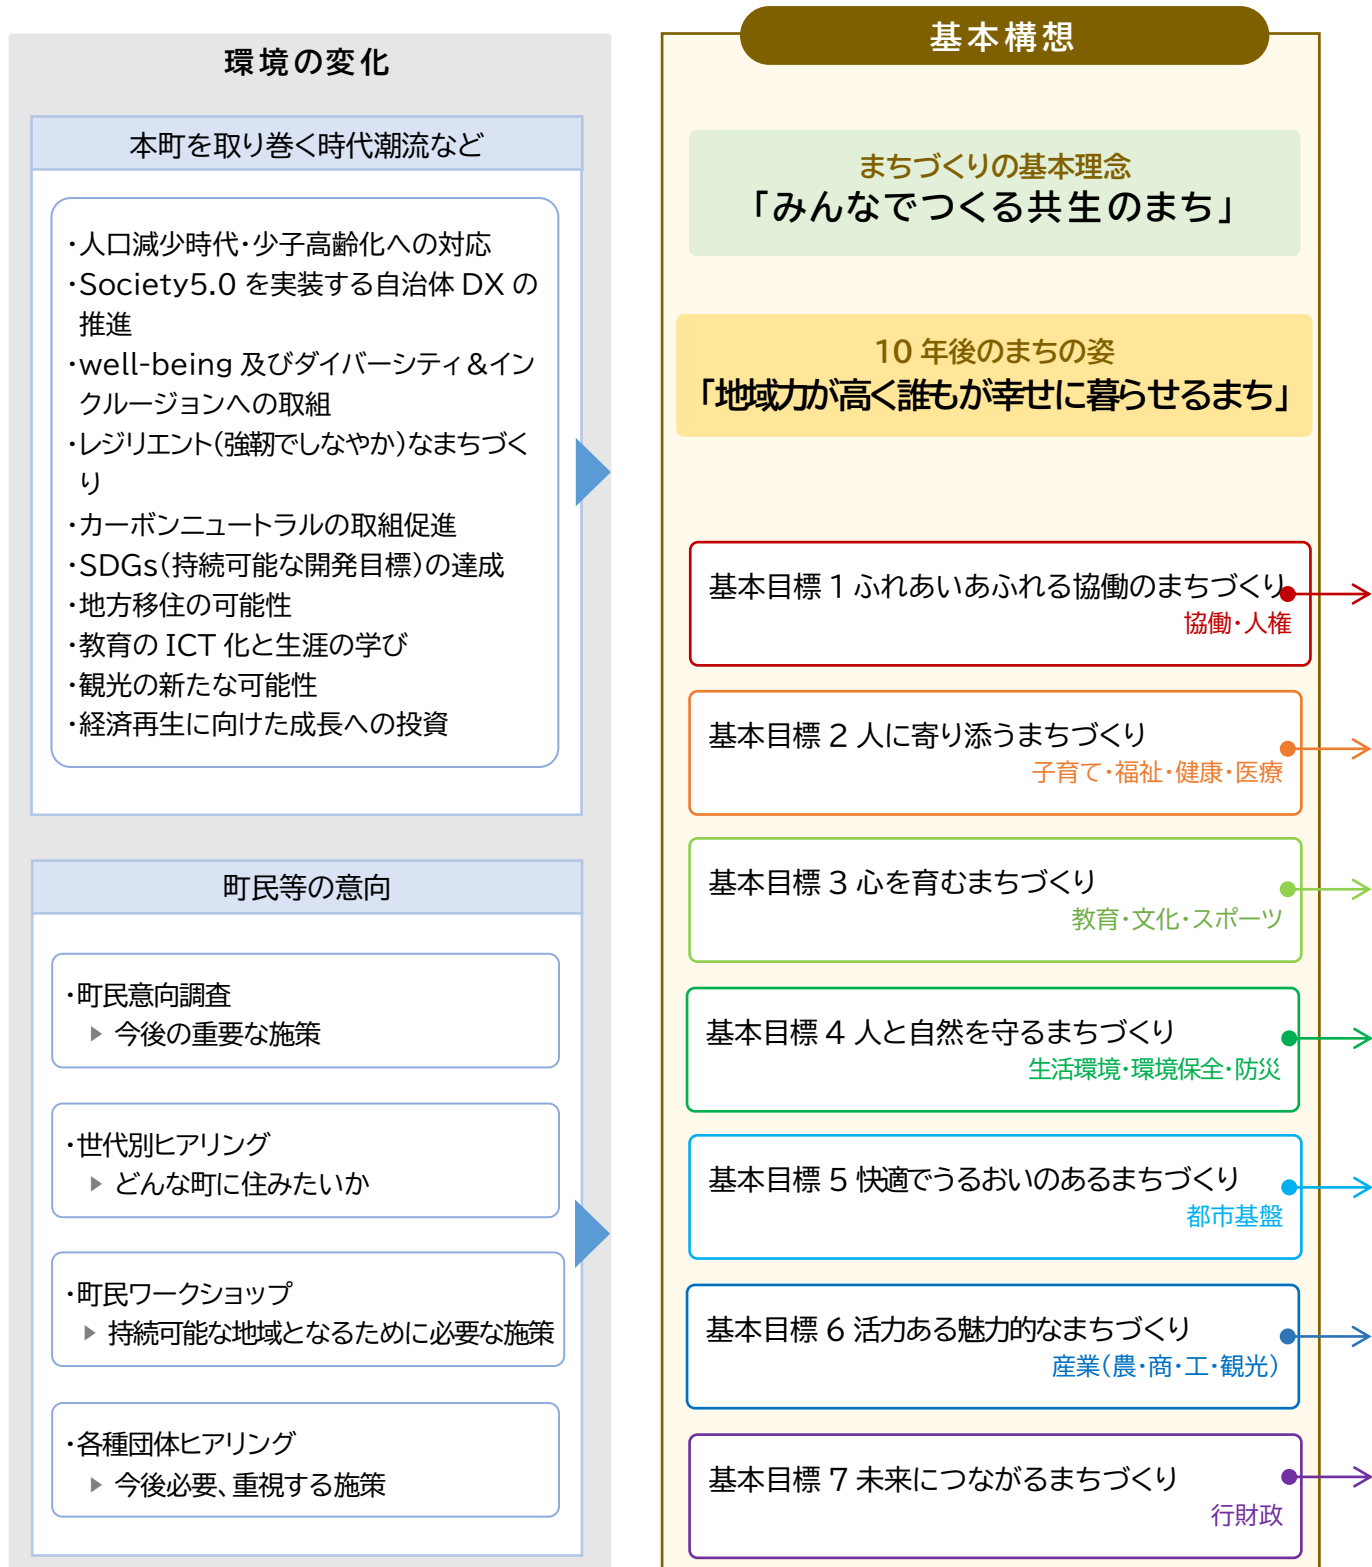 環境の変化
本町を取り巻く時代潮流など
・人口減少時代・少子高齢化への対応
・Society5.0 を実装する自治体 DX の
推進
・well-being 及びダイバーシティ&イン
クルージョンへの取組
・レジリエント(強靭でしなやか)なまちづく
り
・カーボンニュートラルの取組促進
・SDGs(持続可能な開発目標)の達成
・地方移住の可能性
・教育の ICT 化と生涯の学び
・観光の新たな可能性
・経済再生に向けた成長への投資
町民等の意向
・町民意向調査
▶ 今後の重要な施策
・世代別ヒアリング
▶ どんな町に住みたいか
・町民ワークショップ
▶ 持続可能な地域となるために必要な施策
・各種団体ヒアリング
▶ 今後必要、重視する施策
基本構想
まちづくりの基本理念
「みんなでつくる共生のまち」
10 年後のまちの姿
「地域力が高く誰もが幸せに暮らせるまち」
基本目標 1 ふれあいあふれる協働のまちづくり
協働・人権
基本目標 2 人に寄り添うまちづくり
子育て・福祉・健康・医療
基本目標 3 心を育むまちづくり
教育・文化・スポーツ
基本目標 4 人と自然を守るまちづくり
生活環境・環境保全・防災
基本目標 5 快適でうるおいのあるまちづくり
都市基盤
基本目標 6 活力ある魅力的なまちづくり
産業(農・商・工・観光)
基本目標 7 未来につながるまちづくり
行財政